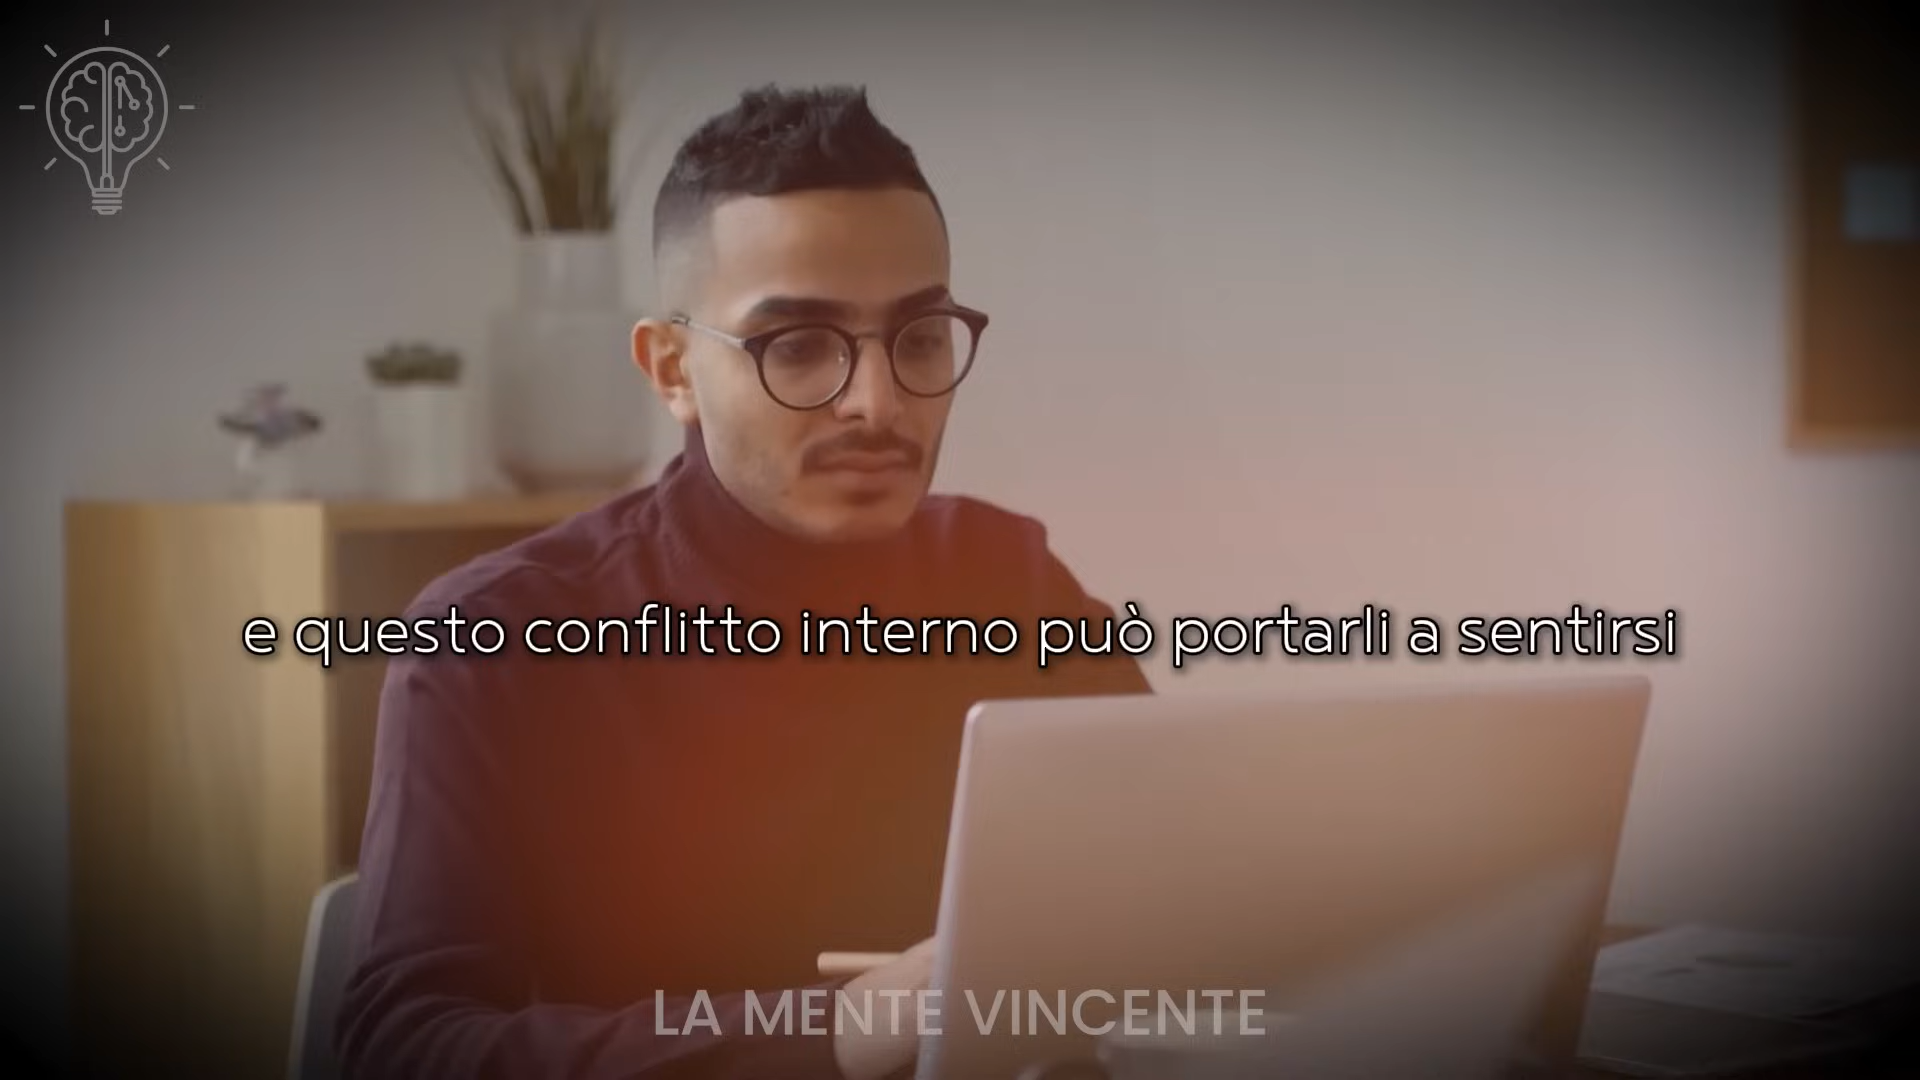 e questo conflitto interno può portarli a sentirsi
LA MENTE VINCENTE